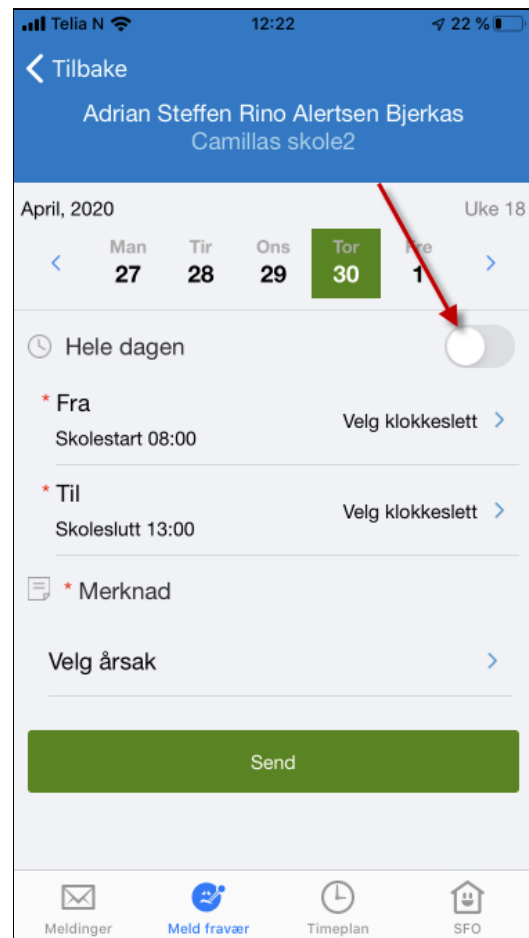 Telia N 12:22 22 %
Tilbake
Adrian Steffen Rino Alertsen Bjerkas
Camillas skole2
April, 2020 Uke 18
Man Tir Ons Tor Fre
27 28 29 30 1
Hele dagen
* Fra
Velg klokkeslett
Skolestart 08:00
* Til
Velg klokkeslett
Skoleslutt 13:00
* Merknad
Velg årsak
Send
Meldinger Meld fravær Timeplan SFO